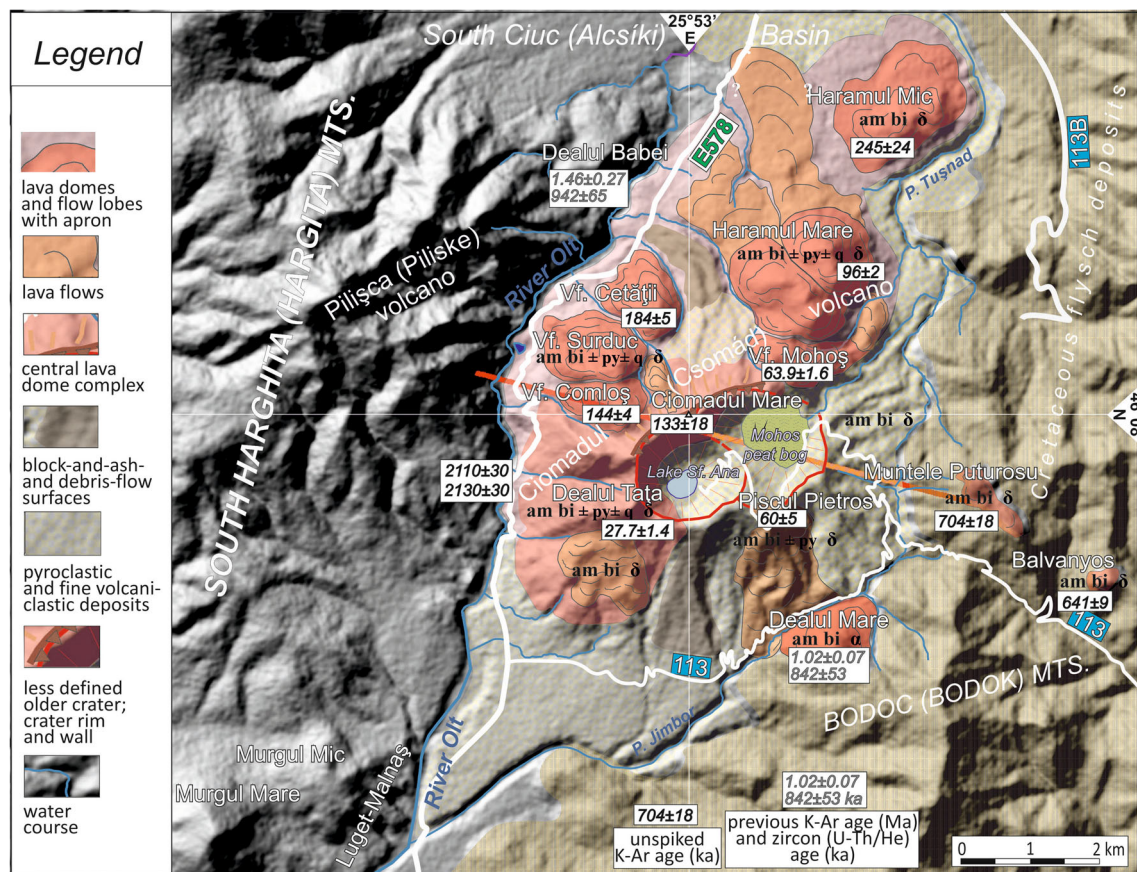 Legend
lava domes
and flow lobes
with apron
lava flows
central lava
dome complex
block-and-ash-
and debris-flow
surfaces
pyroclastic
and fine volcani-
clastic deposits
less defined
older crater;
crater rim
and wall
water
course
25°53'
E
South Ciuc (Alcsíki) Basin
SOUTH HARGHITA (HARGITA) MTS.
E578
113B
Haramul Mic
am bi δ
245±24
Dealul Babei
1.46±0.27
942±65
P. Tuşnad
Cretaceous flysch deposits
Haramul Mare
am bi ± py± q δ
96±2
River Olt
Pilişca (Piliske)
volcano
Vf. Cetăţii
184±5
Vf. Surduc
am bi ± py± q δ
Ciomadul Csomád volcano
Vf. Mohoş
63.9±1.6
?
?
Vf. Comloş
144±4
Ciomadul Mare
133±18
Mohos
peat bog
am bi δ
N
46°08'
2110±30
2130±30
Lake Sf. Ana
Muntele Puturosu
am bi δ
704±18
Dealul Taţa
am bi ± py± q δ
27.7±1.4
Piscul Pietros
60±5
am bi ± py δ
am bi δ
Balvanyos
am bi δ
641±9
113
Dealul Mare
am bi α
1.02±0.07
842±53
113
BODOC (BODOK) MTS.
P. Jimbor
River Olt
Murgul Mic
Murgul Mare
Luget-Malnaş
704±18
unspiked
K-Ar age (ka)
1.02±0.07
842±53 ka
previous K-Ar age (Ma)
and zircon (U-Th/He)
age (ka)
0 1 2 km